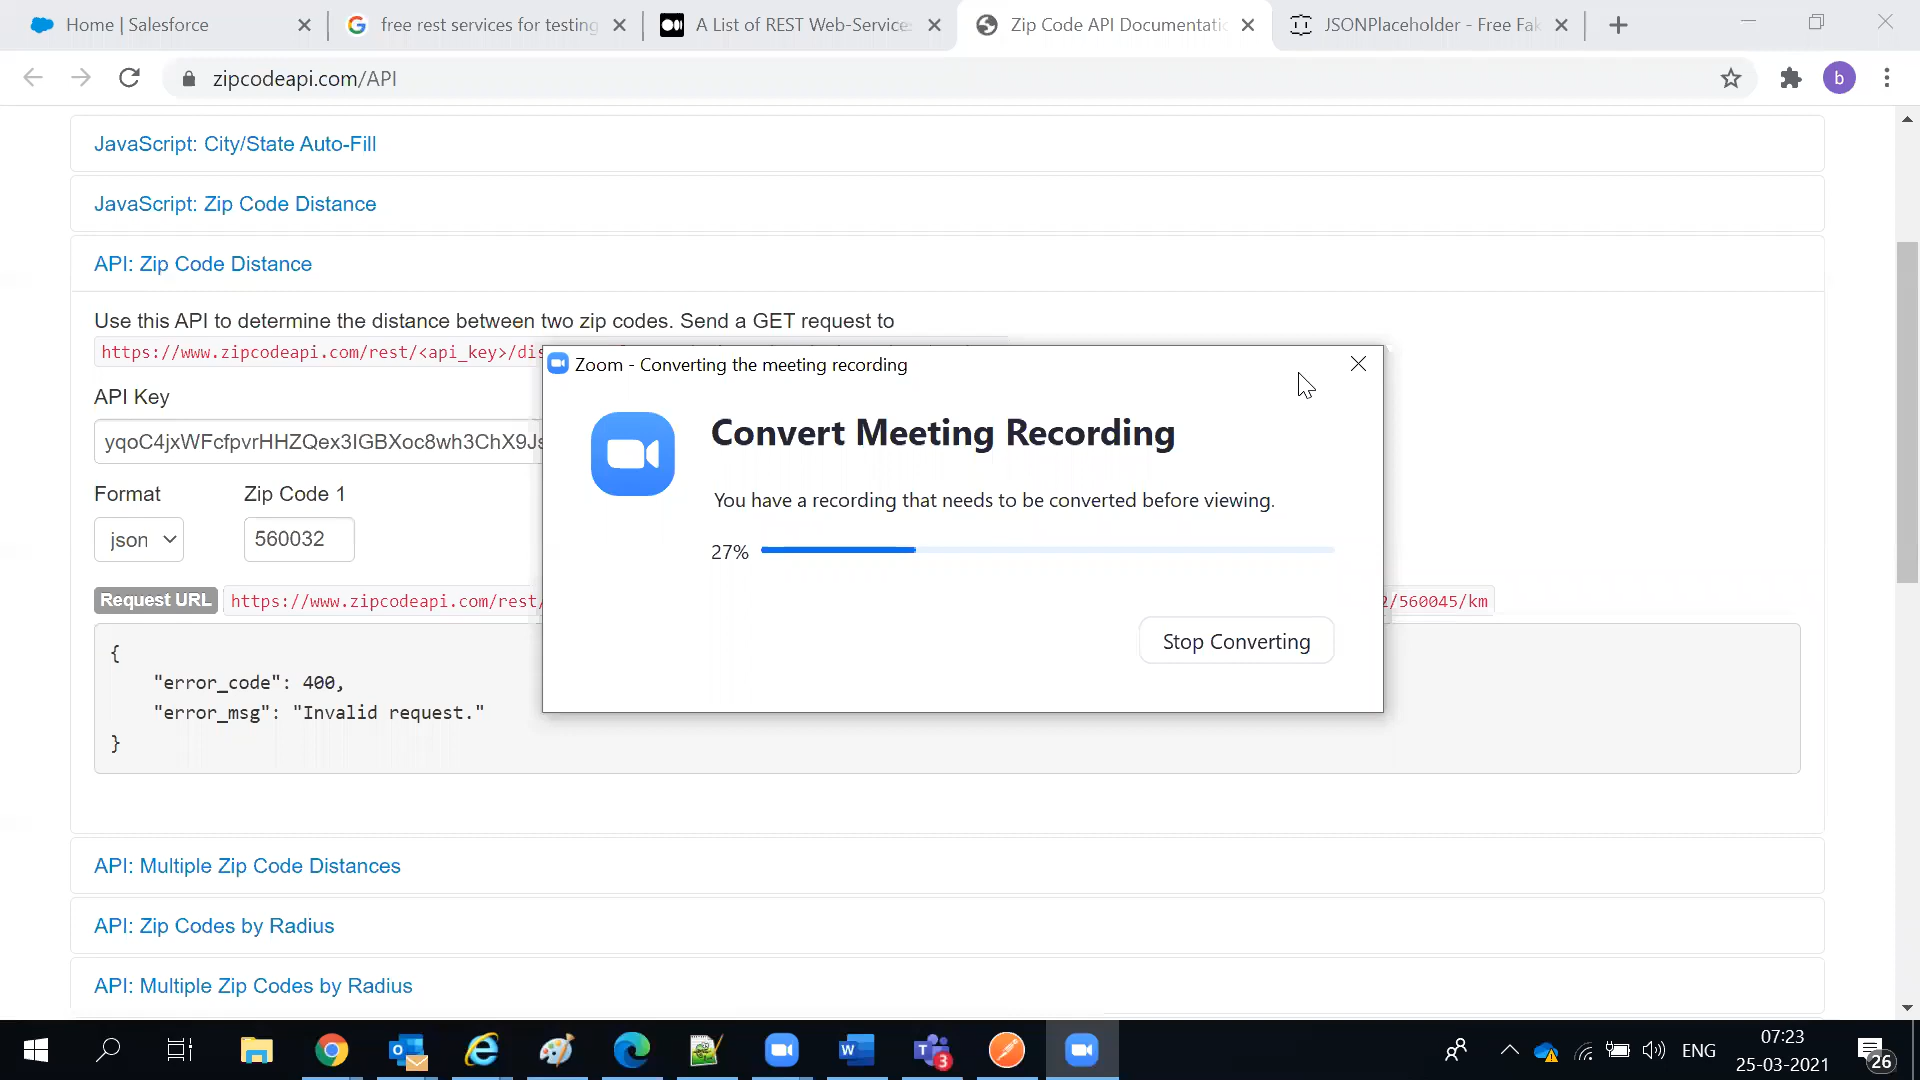 Home | Salesforce
free rest services for testing
A List of REST Web-Services
Zip Code API Documentatic
JSONPlaceholder - Free Fak
zipcodeapi.com/API
b
JavaScript: City/State Auto-Fill
JavaScript: Zip Code Distance
API: Zip Code Distance
Use this API to determine the distance between two zip codes. Send a GET request to
https://www.zipcodeapi.com/rest/<api_key>/dis
API Key
yqoC4jxWFcfpvrHHZQex3IGBXoc8wh3ChX9Js
Format Zip Code 1
json 560032
Request URL https://www.zipcodeapi.com/rest/ 2/560045/km
{
"error_code": 400,
"error_msg": "Invalid request."
}
Zoom - Converting the meeting recording
Convert Meeting Recording
You have a recording that needs to be converted before viewing.
27%
Stop Converting
API: Multiple Zip Code Distances
API: Zip Codes by Radius
API: Multiple Zip Codes by Radius
3
ENG
07:23
25-03-2021
26